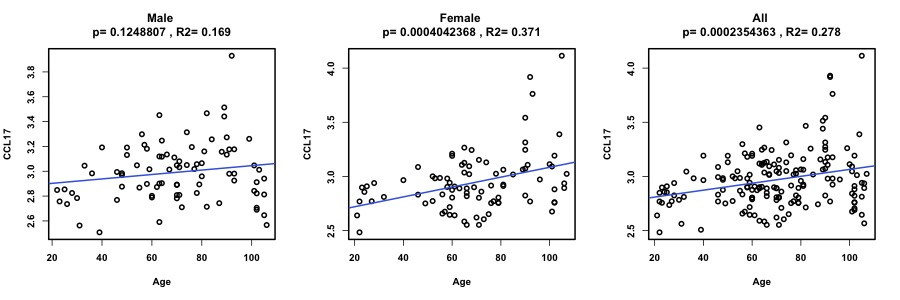 Male
p= 0.1248807 , R2= 0.169
CCL17
2.6 2.8 3.0 3.2 3.4 3.6 3.8
20 40 60 80 100
Age
Female
p= 0.0004042368 , R2= 0.371
CCL17
2.5 3.0 3.5 4.0
20 40 60 80 100
Age
All
p= 0.0002354363 , R2= 0.278
CCL17
2.5 3.0 3.5 4.0
20 40 60 80 100
Age